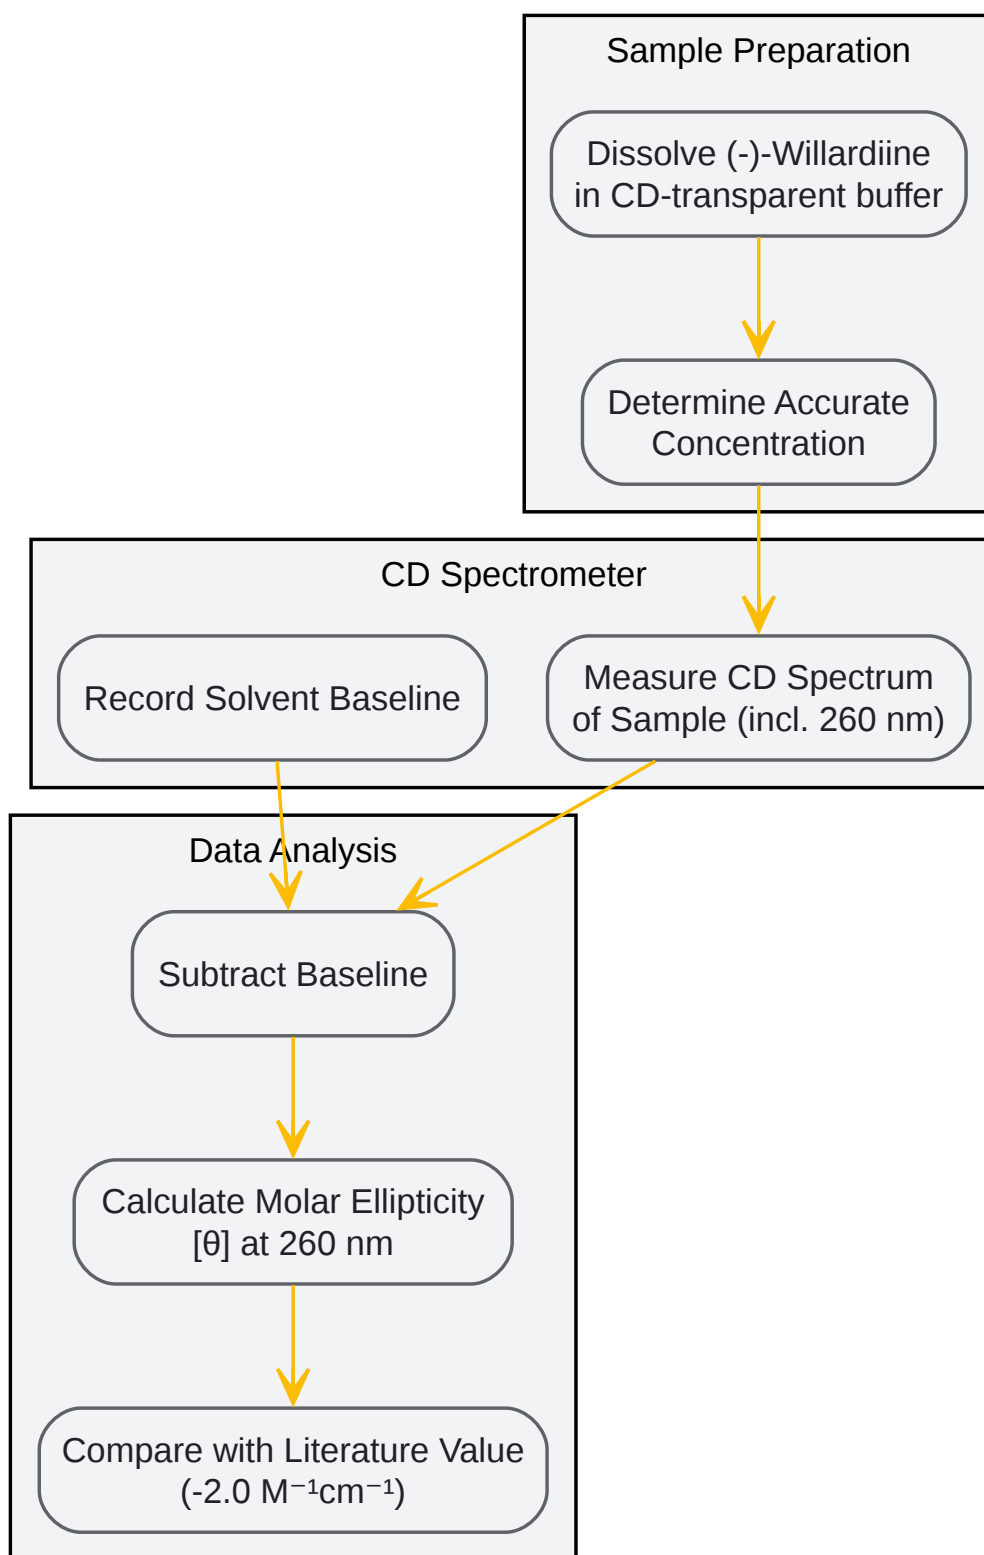 Sample Preparation
Dissolve (-)-Willardiine
in CD-transparent buffer
Determine Accurate
Concentration
CD Spectrometer
Record Solvent Baseline
Measure CD Spectrum
of Sample (incl. 260 nm)
Data Analysis
Subtract Baseline
Calculate Molar Ellipticity
[θ] at 260 nm
Compare with Literature Value
(-2.0 M⁻¹cm⁻¹)